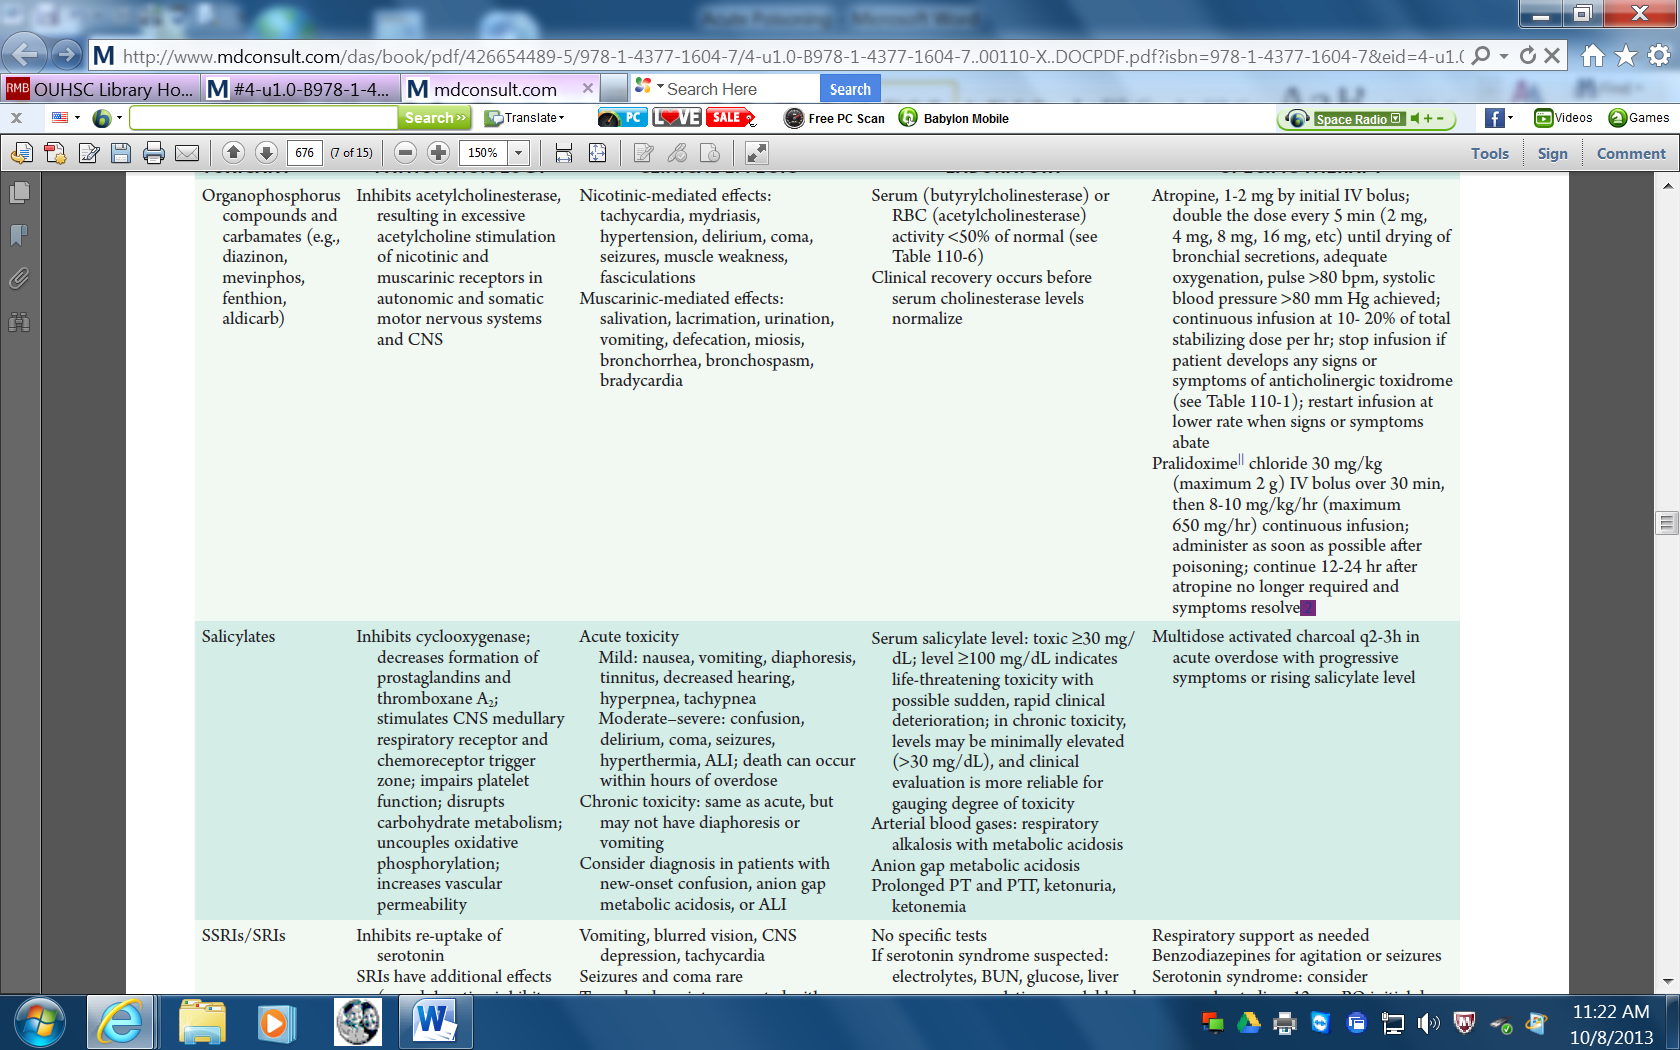 Acute Poisoning - Microsoft Word
http://www.mdconsult.com/das/book/pdf/426654489-5/978-1-4377-1604-7/4-u1.0-B978-1-4377-1604-7..00110-X..DOCPDF.pdf?isbn=978-1-4377-1604-7&eid=4-u1.0
RMB OUHSC Library Ho...
M #4-u1.0-B978-1-4...
M mdconsult.com
Search Here
Search
x
Search >>
Translate
PC
LOVE
SALE
Free PC Scan
Babylon Mobile
Space Radio
Videos
Games
676
(7 of 15)
150%
Tools
Sign
Comment
Organophosphorus
compounds and
carbamates (e.g.,
diazinon,
mevinphos,
fenthion,
aldicarb)
Inhibits acetylcholinesterase,
resulting in excessive
acetylcholine stimulation
of nicotinic and
muscarinic receptors in
autonomic and somatic
motor nervous systems
and CNS
Nicotinic-mediated effects:
tachycardia, mydriasis,
hypertension, delirium, coma,
seizures, muscle weakness,
fasciculations
Muscarinic-mediated effects:
salivation, lacrimation, urination,
vomiting, defecation, miosis,
bronchorrhea, bronchospasm,
bradycardia
Serum (butyrylcholinesterase) or
RBC (acetylcholinesterase)
activity <50% of normal (see
Table 110-6)
Clinical recovery occurs before
serum cholinesterase levels
normalize
Atropine, 1-2 mg by initial IV bolus;
double the dose every 5 min (2 mg,
4 mg, 8 mg, 16 mg, etc) until drying of
bronchial secretions, adequate
oxygenation, pulse >80 bpm, systolic
blood pressure >80 mm Hg achieved;
continuous infusion at 10- 20% of total
stabilizing dose per hr; stop infusion if
patient develops any signs or
symptoms of anticholinergic toxidrome
(see Table 110-1); restart infusion at
lower rate when signs or symptoms
abate
Pralidoxime|| chloride 30 mg/kg
(maximum 2 g) IV bolus over 30 min,
then 8-10 mg/kg/hr (maximum
650 mg/hr) continuous infusion;
administer as soon as possible after
poisoning; continue 12-24 hr after
atropine no longer required and
symptoms resolve 2
Salicylates
Inhibits cyclooxygenase;
decreases formation of
prostaglandins and
thromboxane A2;
stimulates CNS medullary
respiratory receptor and
chemoreceptor trigger
zone; impairs platelet
function; disrupts
carbohydrate metabolism;
uncouples oxidative
phosphorylation;
increases vascular
permeability
Acute toxicity
Mild: nausea, vomiting, diaphoresis,
tinnitus, decreased hearing,
hyperpnea, tachypnea
Moderate–severe: confusion,
delirium, coma, seizures,
hyperthermia, ALI; death can occur
within hours of overdose
Chronic toxicity: same as acute, but
may not have diaphoresis or
vomiting
Consider diagnosis in patients with
new-onset confusion, anion gap
metabolic acidosis, or ALI
Serum salicylate level: toxic ≥30 mg/
dL; level ≥100 mg/dL indicates
life-threatening toxicity with
possible sudden, rapid clinical
deterioration; in chronic toxicity,
levels may be minimally elevated
(>30 mg/dL), and clinical
evaluation is more reliable for
gauging degree of toxicity
Arterial blood gases: respiratory
alkalosis with metabolic acidosis
Anion gap metabolic acidosis
Prolonged PT and PTT, ketonuria,
ketonemia
Multidose activated charcoal q2-3h in
acute overdose with progressive
symptoms or rising salicylate level
SSRIs/SRIs
Inhibits re-uptake of
serotonin
SRIs have additional effects
Vomiting, blurred vision, CNS
depression, tachycardia
Seizures and coma rare
No specific tests
If serotonin syndrome suspected:
electrolytes, BUN, glucose, liver
Respiratory support as needed
Benzodiazepines for agitation or seizures
Serotonin syndrome: consider
11:22 AM
10/8/2013